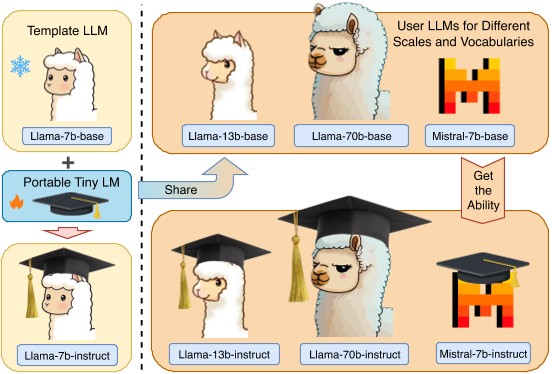 Template LLM
Llama-7b-base
+
Portable Tiny LM
Llama-7b-instruct
User LLMs for Different
Scales and Vocabularies
Llama-13b-base
Llama-70b-base
Mistral-7b-base
Share
Get
the
Ability
Llama-13b-instruct
Llama-70b-instruct
Mistral-7b-instruct